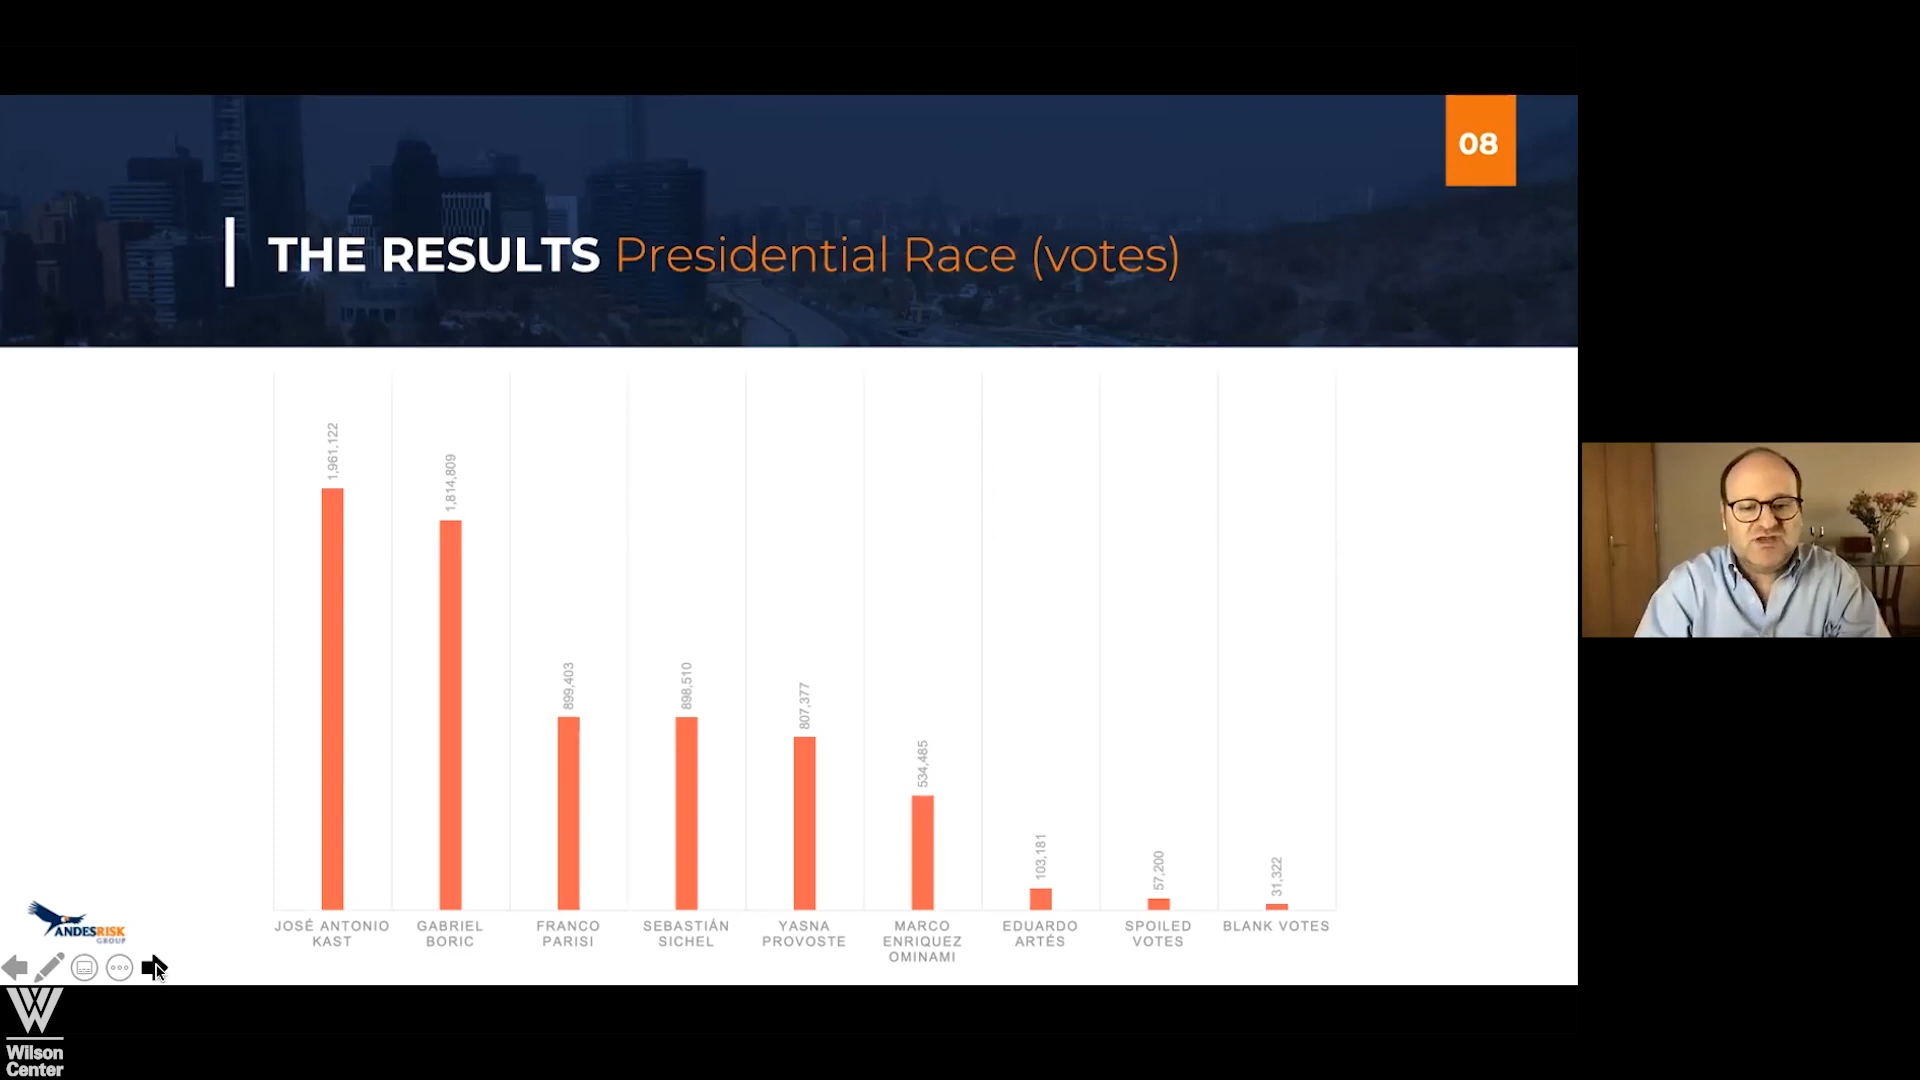 08
THE RESULTS Presidential Race (votes)
1,961,122
1,814,809
899,403
898,510
807,377
534,485
103,181
57,200
31,322
JOSÉ ANTONIO
KAST
GABRIEL
BORIC
FRANCO
PARISI
SEBASTIÁN
SICHEL
YASNA
PROVOSTE
MARCO
ENRIQUEZ
OMINAMI
EDUARDO
ARTÉS
SPOILED
VOTES
BLANK VOTES
ANDESRISK
GROUP
Wilson
Center